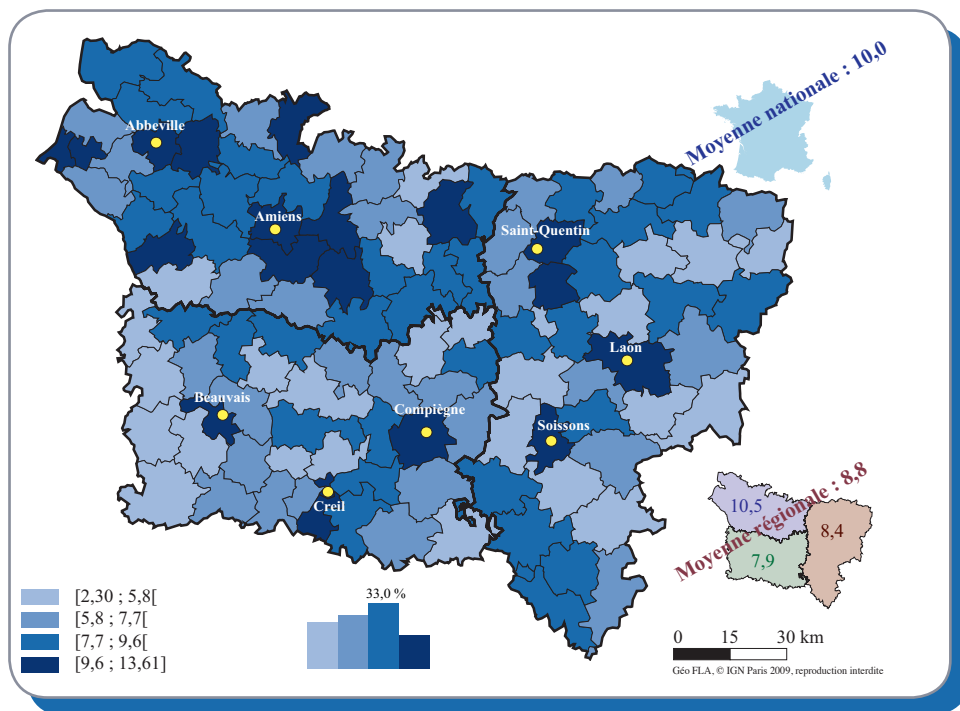 Moyenne nationale : 10,0
Abbeville
Amiens
Saint-Quentin
Laon
Beauvais
Compiègne
Soissons
Creil
Moyenne régionale : 8,8
10,5
8,4
7,9
[2,30 ; 5,8[
[5,8 ; 7,7[
[7,7 ; 9,6[
[9,6 ; 13,61]
33,0 %
0 15 30 km
Géo FLA, © IGN Paris 2009, reproduction interdite